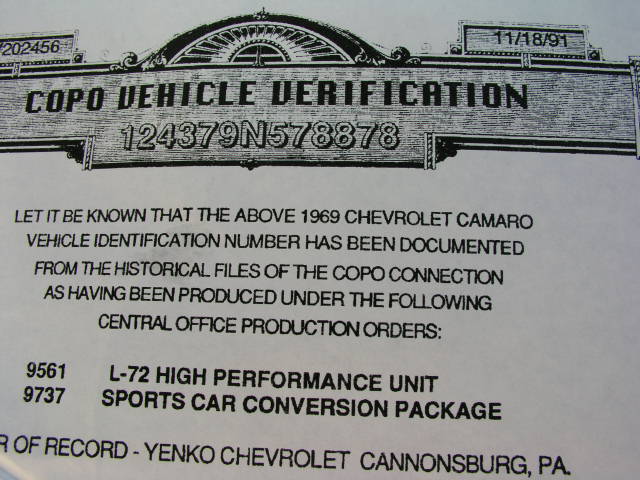 202456
11/18/91
COPO VEHICLE VERIFICATION
124379N578878
LET IT BE KNOWN THAT THE ABOVE 1969 CHEVROLET CAMARO
VEHICLE IDENTIFICATION NUMBER HAS BEEN DOCUMENTED
FROM THE HISTORICAL FILES OF THE COPO CONNECTION
AS HAVING BEEN PRODUCED UNDER THE FOLLOWING
CENTRAL OFFICE PRODUCTION ORDERS:
9561 L-72 HIGH PERFORMANCE UNIT
9737 SPORTS CAR CONVERSION PACKAGE
R OF RECORD - YENKO CHEVROLET CANNONSBURG, PA.